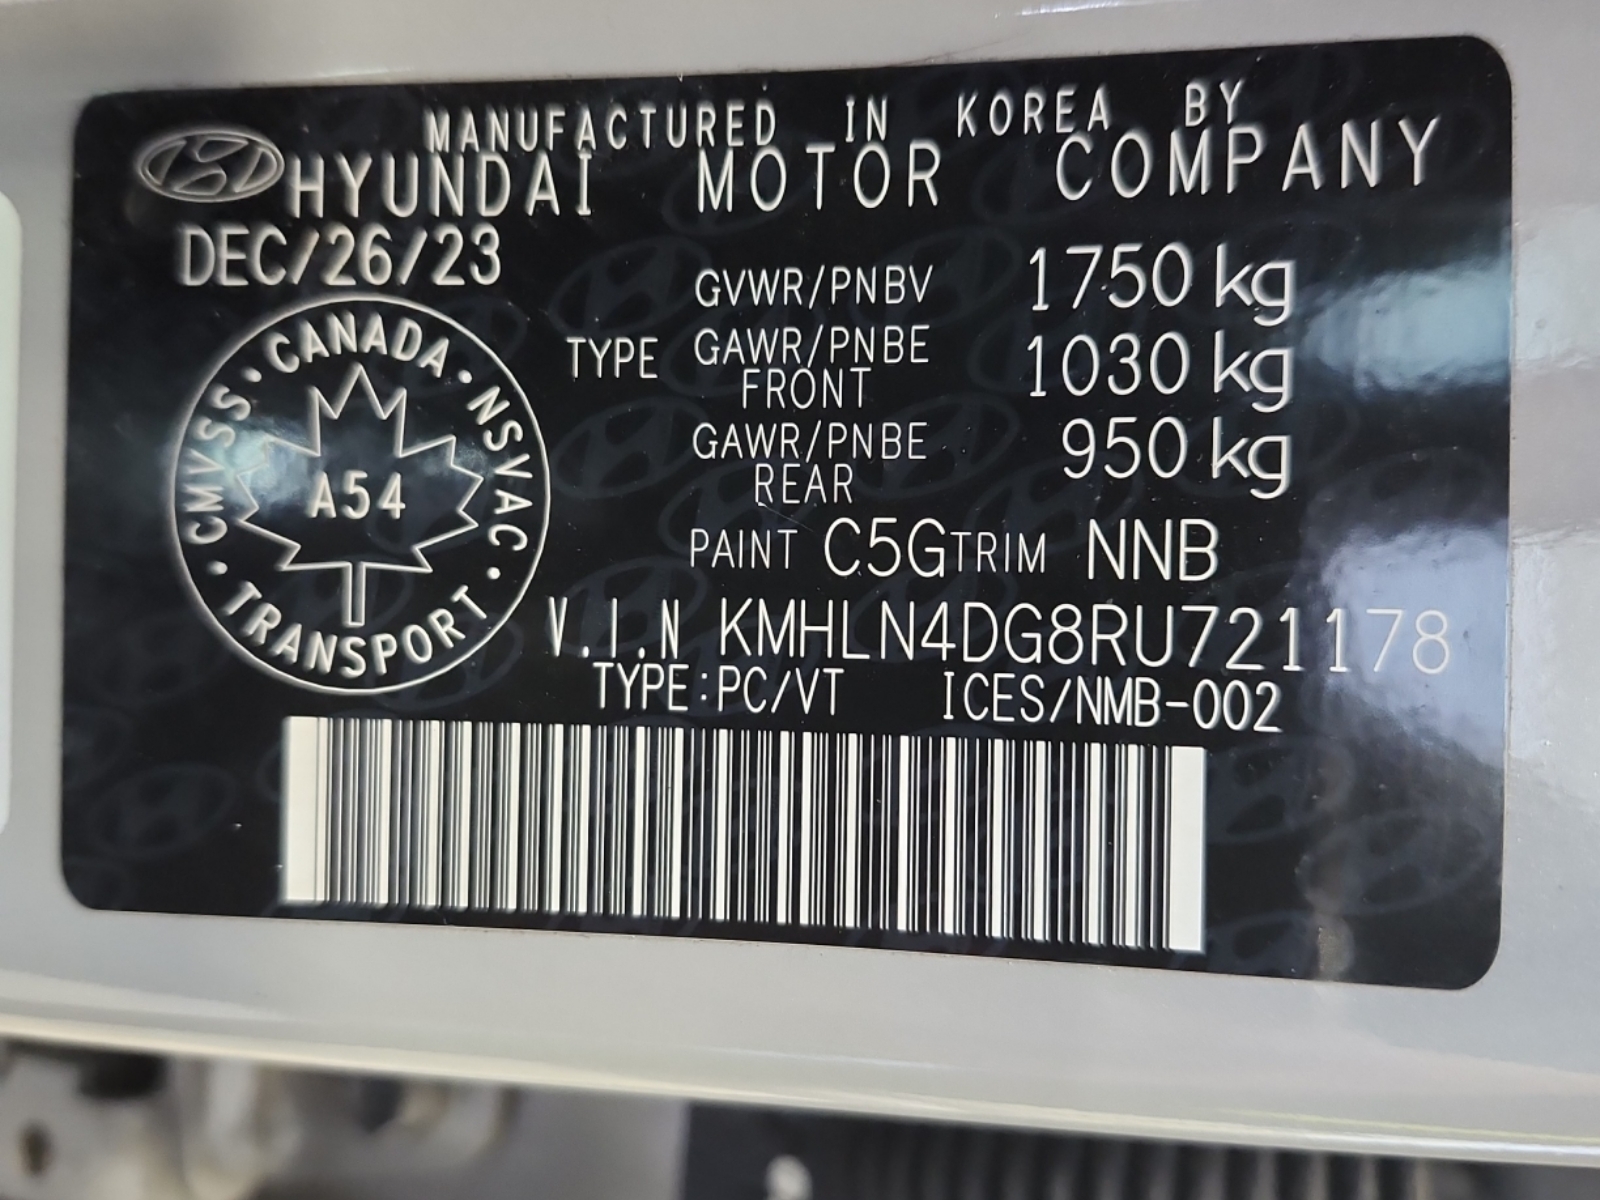 MANUFACTURED IN KOREA BY
HYUNDAI MOTOR COMPANY
DEC/26/23
GVWR/PNBV 1750 kg
TYPE GAWR/PNBE FRONT 1030 kg
GAWR/PNBE REAR 950 kg
PAINT C5G TRIM NNB
V.I.N KMHLN4DG8RU721178
TYPE:PC/VT ICES/NMB-002
CANADA · NSVAC · TRANSPORT · CMVSS ·
A54